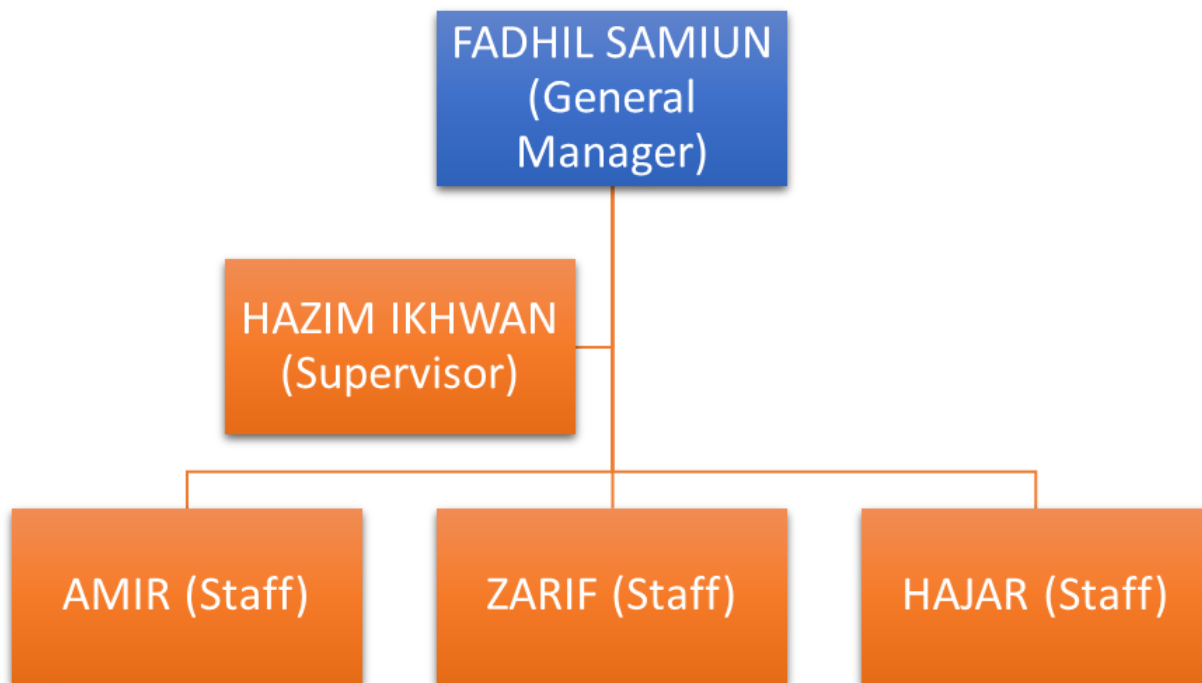 FADHIL SAMIUN
(General
Manager)
HAZIM IKHWAN
(Supervisor)
AMIR (Staff)
ZARIF (Staff)
HAJAR (Staff)